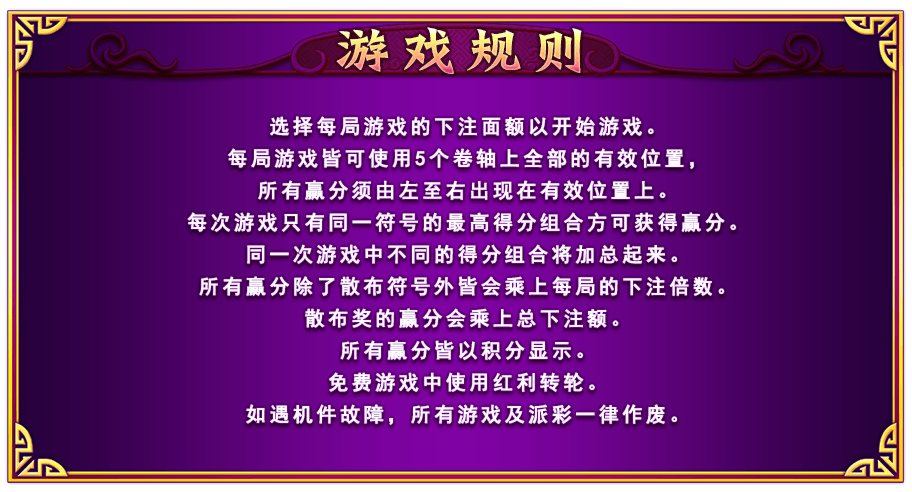 游戏规则
选择每局游戏的下注面额以开始游戏。
每局游戏皆可使用5个卷轴上全部的有效位置，
所有赢分须由左至右出现在有效位置上。
每次游戏只有同一符号的最高得分组合方可获得赢分。
同一次游戏中不同的得分组合将加总起来。
所有赢分除了散布符号外皆会乘上每局的下注倍数。
散布奖的赢分会乘上总下注额。
所有赢分皆以积分显示。
免费游戏中使用红利转轮。
如遇机件故障，所有游戏及派彩一律作废。